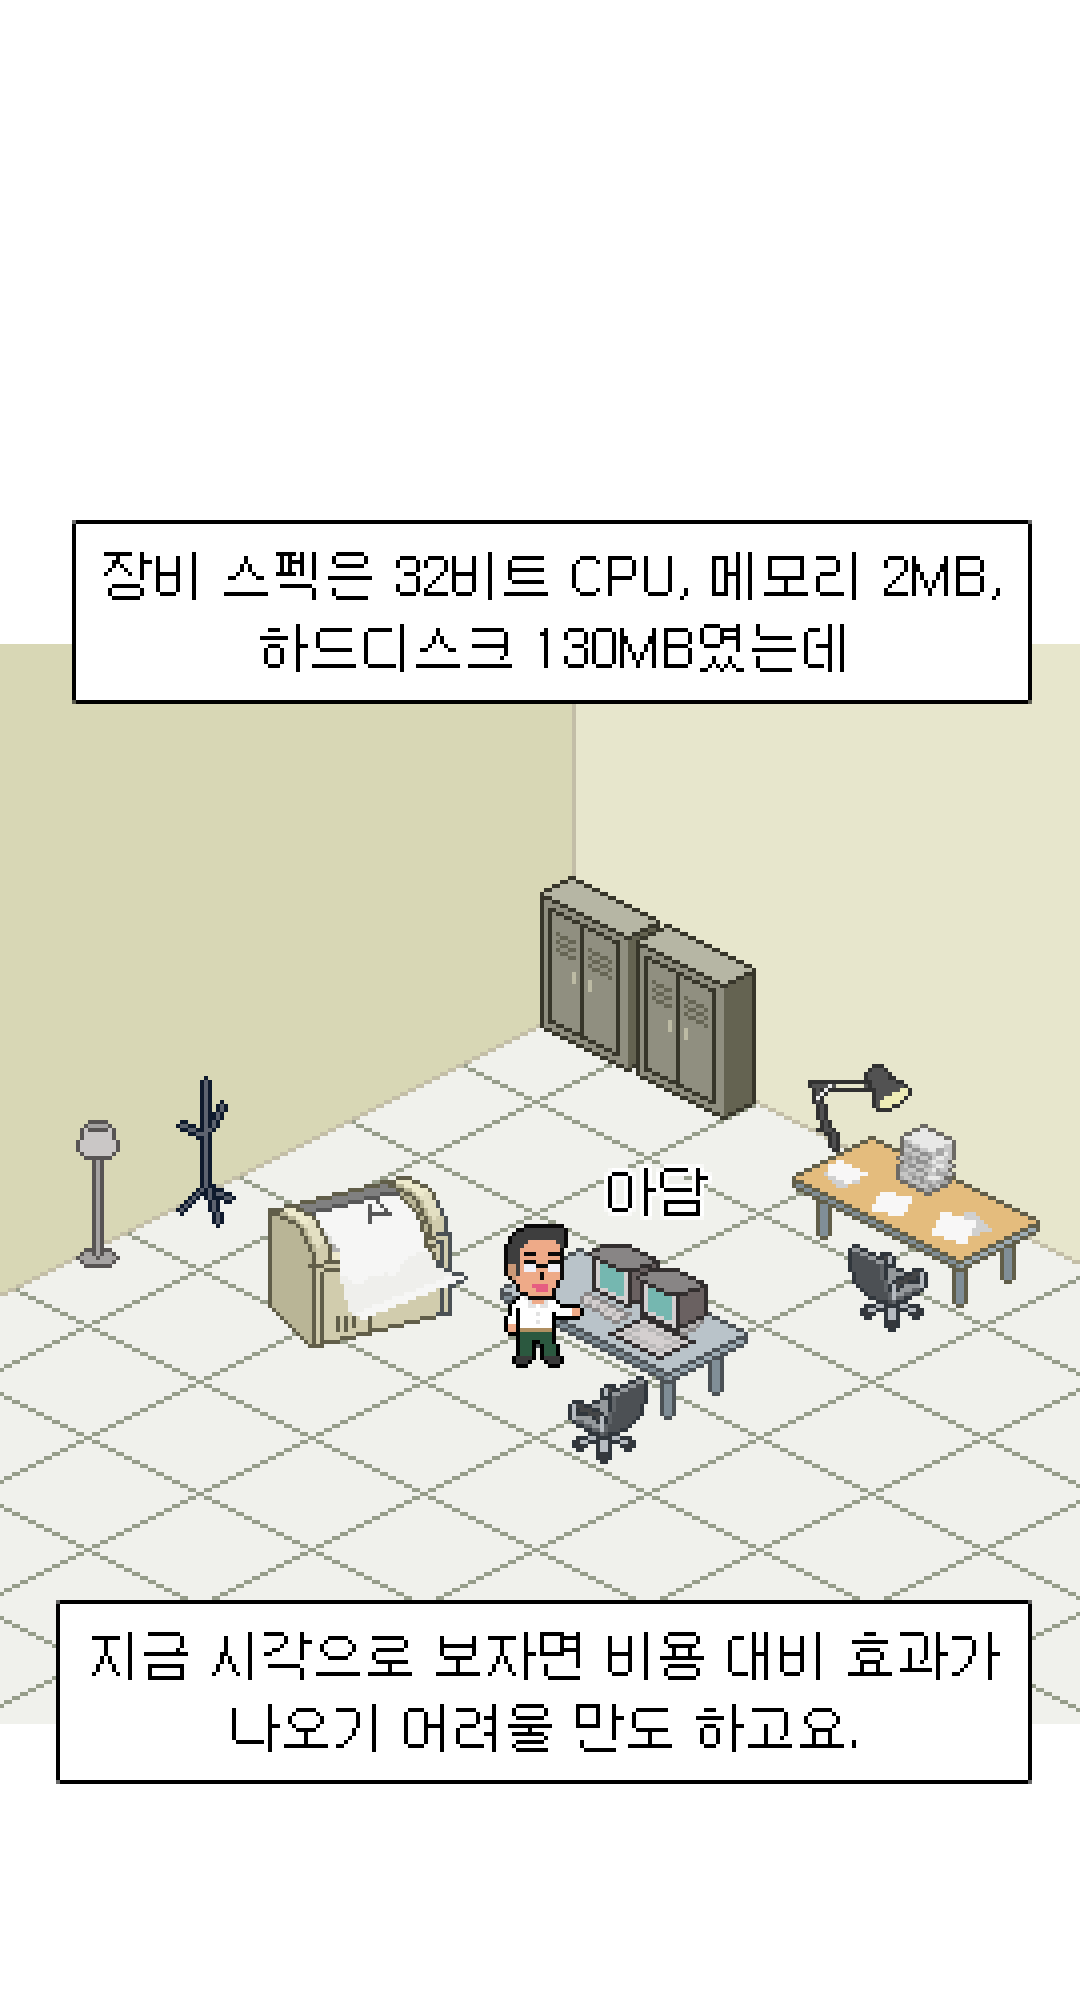 장비 스펙은 32비트 CPU, 메모리 2MB,
하드디스크 130MB였는데
아담
지금 시각으로 보자면 비용 대비 효과가
나오기 어려울 만도 하고요.